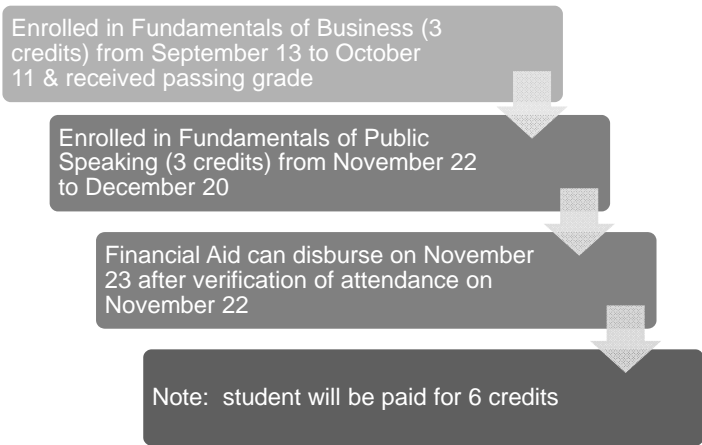 Enrolled in Fundamentals of Business (3
credits) from September 13 to October
11 & received passing grade
Enrolled in Fundamentals of Public
Speaking (3 credits) from November 22
to December 20
Financial Aid can disburse on November
23 after verification of attendance on
November 22
Note:  student will be paid for 6 credits